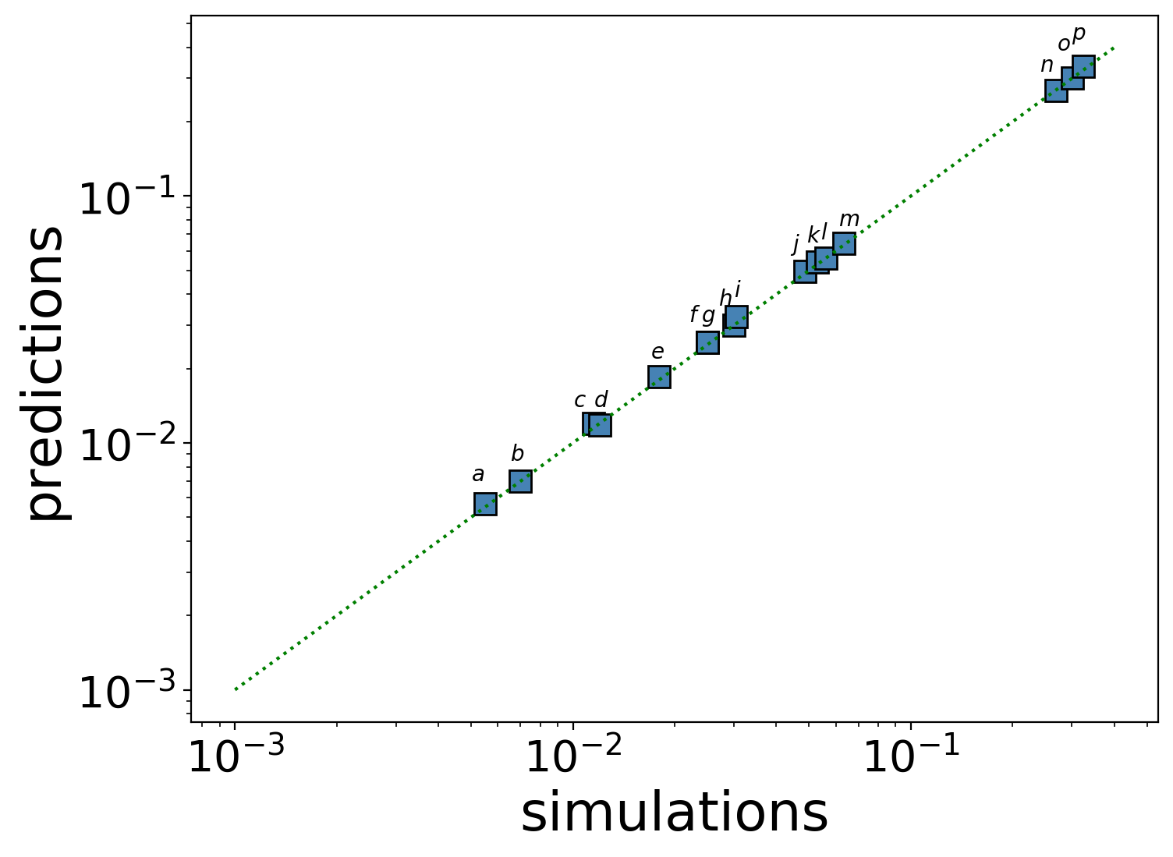 o p
n
10⁻¹
m
j k l
h i
f g
e
c d
10⁻²
b
a
10⁻³
predictions
10⁻³ 10⁻² 10⁻¹
simulations